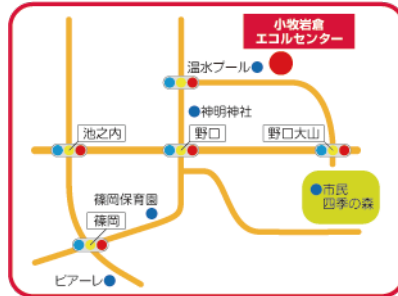 小牧岩倉
エコルセンター
温水プール
神明神社
池之内
野口
野口大山
市民
四季の森
篠岡保育園
篠岡
ピアーレ